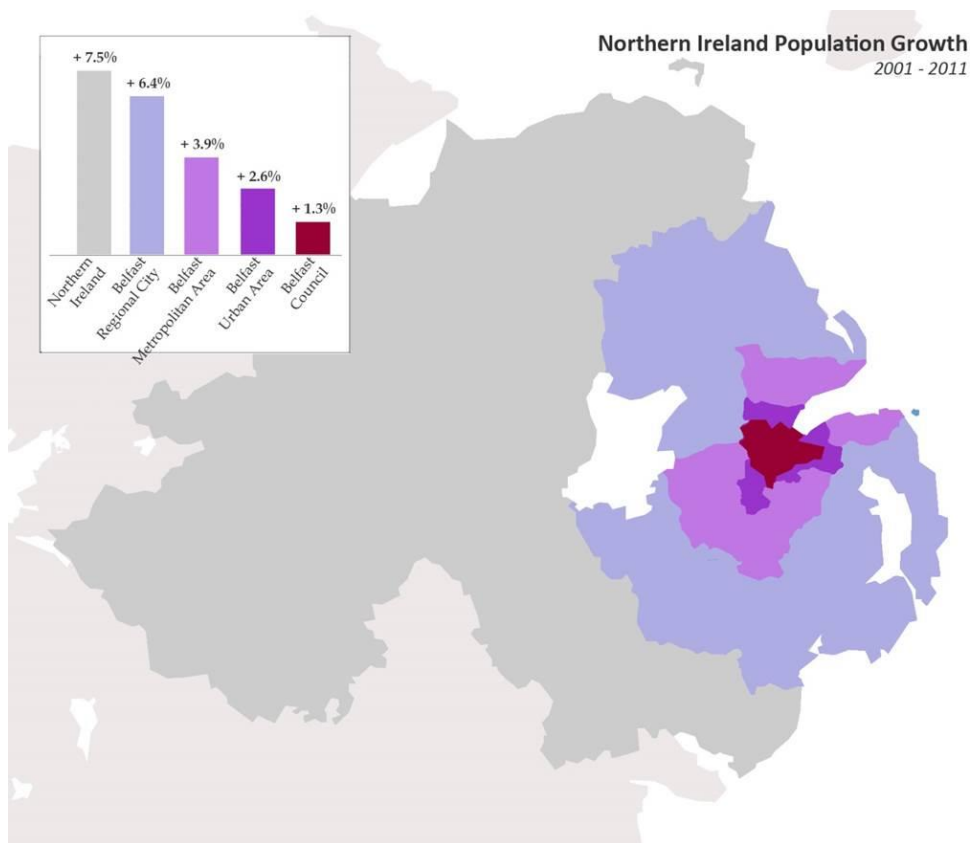 Northern Ireland Population Growth
2001 - 2011
+ 7.5%
+ 6.4%
+ 3.9%
+ 2.6%
+ 1.3%
Northern
Ireland
Belfast
Regional City
Belfast
Metropolitan Area
Belfast
Urban Area
Belfast
Council